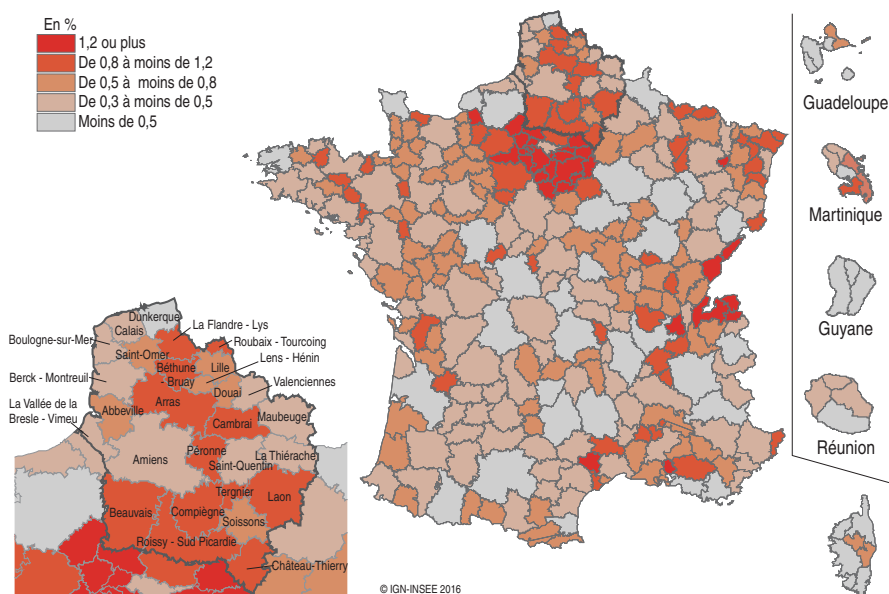 En %
1,2 ou plus
De 0,8 à moins de 1,2
De 0,5 à moins de 0,8
De 0,3 à moins de 0,5
Moins de 0,5
Guadeloupe
Martinique
Guyane
Réunion
Dunkerque
Calais
La Flandre - Lys
Boulogne-sur-Mer
Roubaix - Tourcoing
Saint-Omer
Lens - Hénin
Béthune
- Bruay
Lille
Berck - Montreuil
Valenciennes
Douai
La Vallée de la
Bresle - Vimeu
Abbeville
Arras
Cambrai
Maubeuge
Amiens
Péronne
La Thiérache
Saint-Quentin
Tergnier
Laon
Beauvais
Compiègne
Soissons
Roissy - Sud Picardie
Château-Thierry
© IGN-INSEE 2016